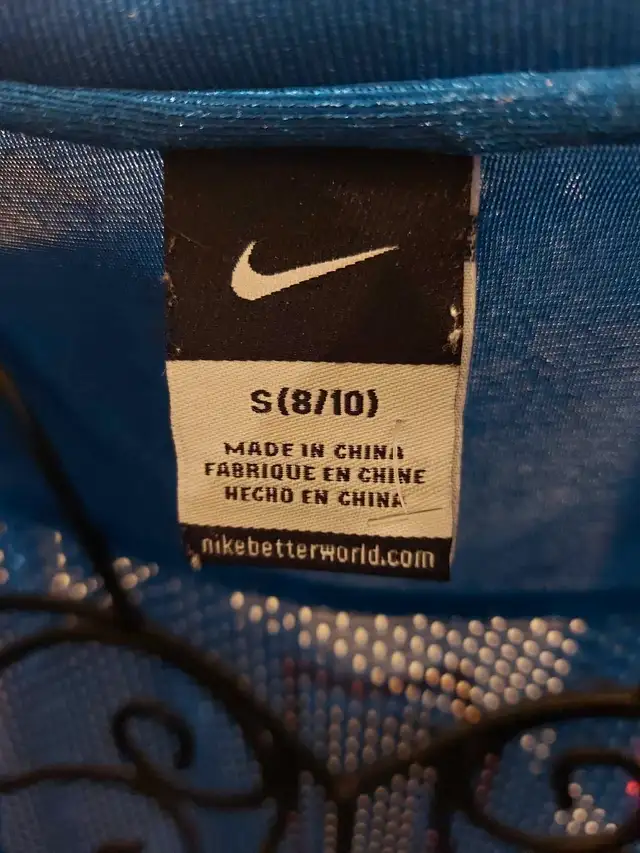 S(8/10)
MADE IN CHINA
FABRIQUE EN CHINE
HECHO EN CHINA
nikebetterworld.com